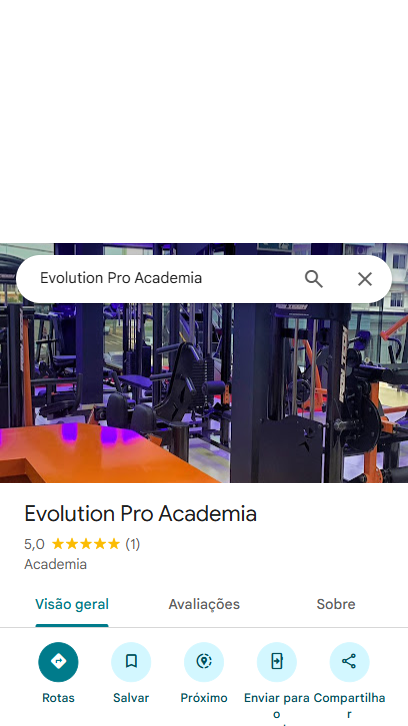 Evolution Pro Academia
Evolution Pro Academia
5,0 ★★★★★ (1)
Academia
Visão geral Avaliações Sobre
Rotas Salvar Próximo Enviar para o Compartilhar